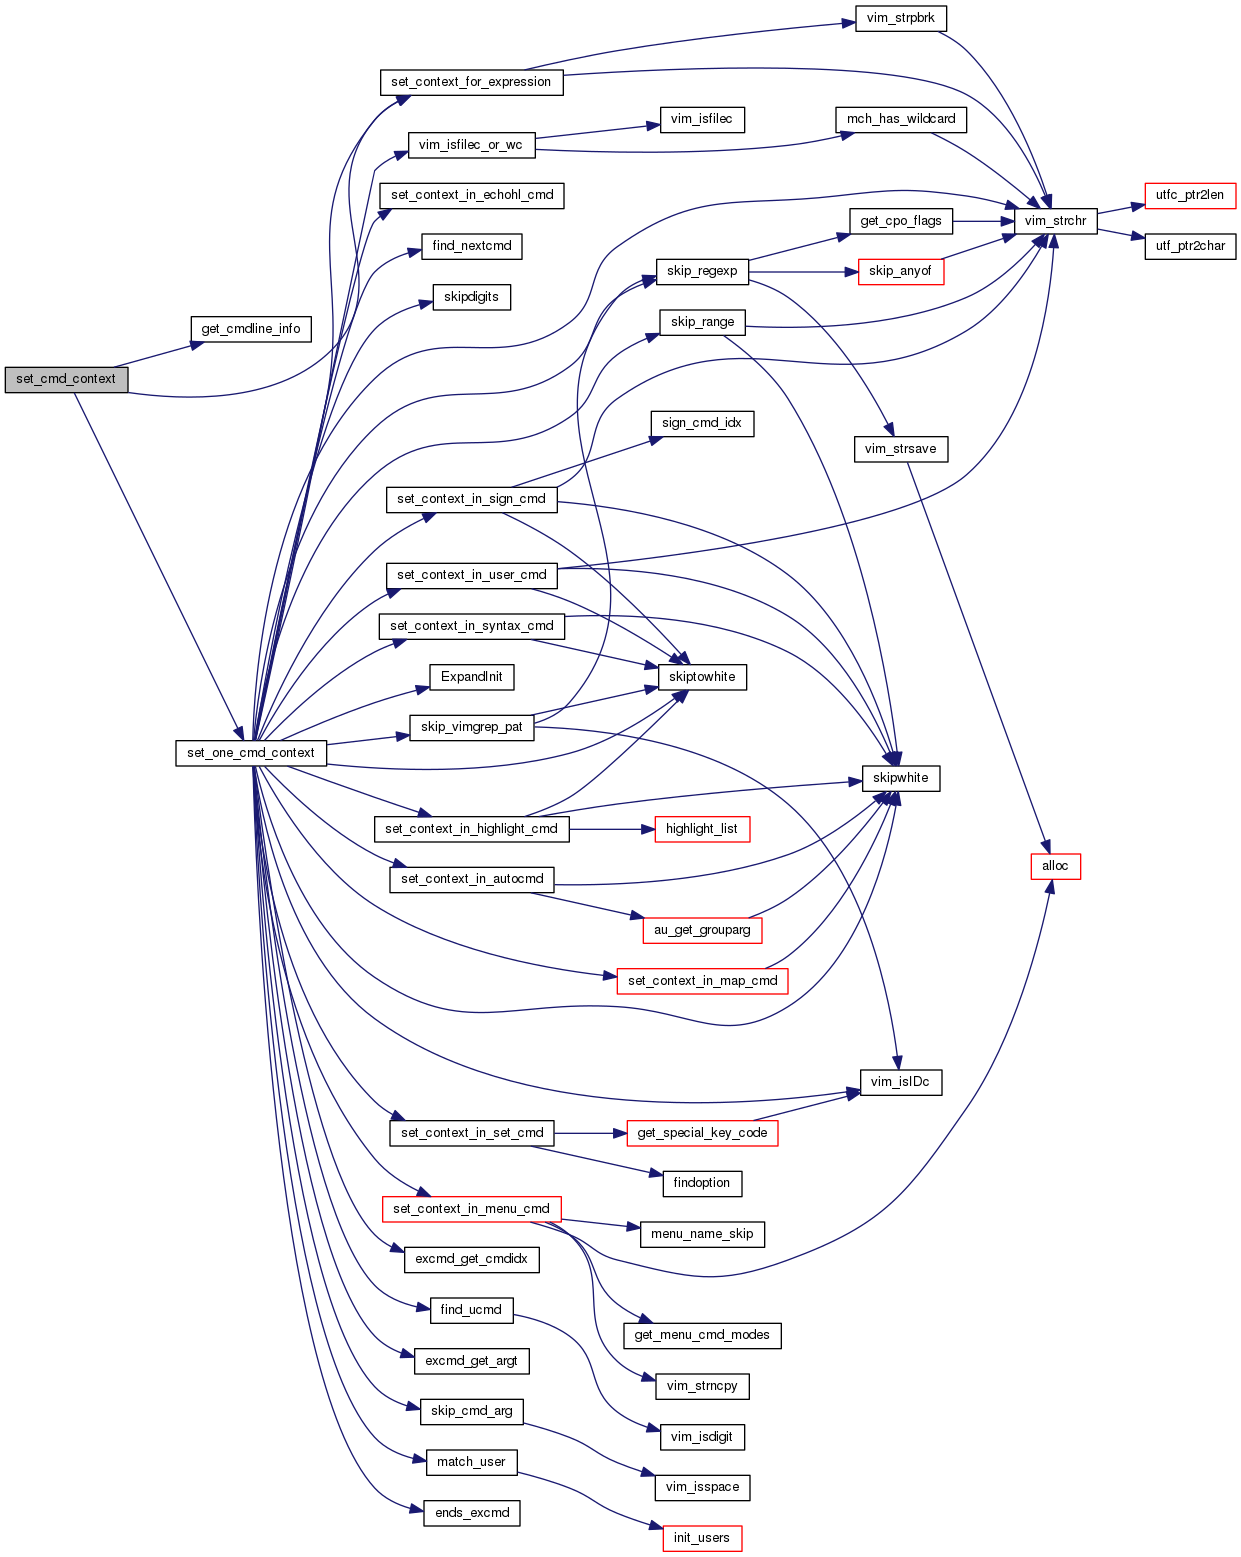 vim_strpbrk
set_context_for_expression
vim_isfilec
mch_has_wildcard
vim_isfilec_or_wc
set_context_in_echohl_cmd
utfc_ptr2len
get_cpo_flags
vim_strchr
find_nextcmd
utf_ptr2char
skip_regexp
skip_anyof
skipdigits
skip_range
get_cmdline_info
set_cmd_context
sign_cmd_idx
vim_strsave
set_context_in_sign_cmd
set_context_in_user_cmd
set_context_in_syntax_cmd
ExpandInit
skiptowhite
skip_vimgrep_pat
set_one_cmd_context
skipwhite
set_context_in_highlight_cmd
highlight_list
alloc
set_context_in_autocmd
au_get_grouparg
set_context_in_map_cmd
vim_isIDc
set_context_in_set_cmd
get_special_key_code
findoption
set_context_in_menu_cmd
menu_name_skip
excmd_get_cmdidx
find_ucmd
get_menu_cmd_modes
excmd_get_argt
vim_strncpy
skip_cmd_arg
vim_isdigit
match_user
vim_isspace
ends_excmd
init_users